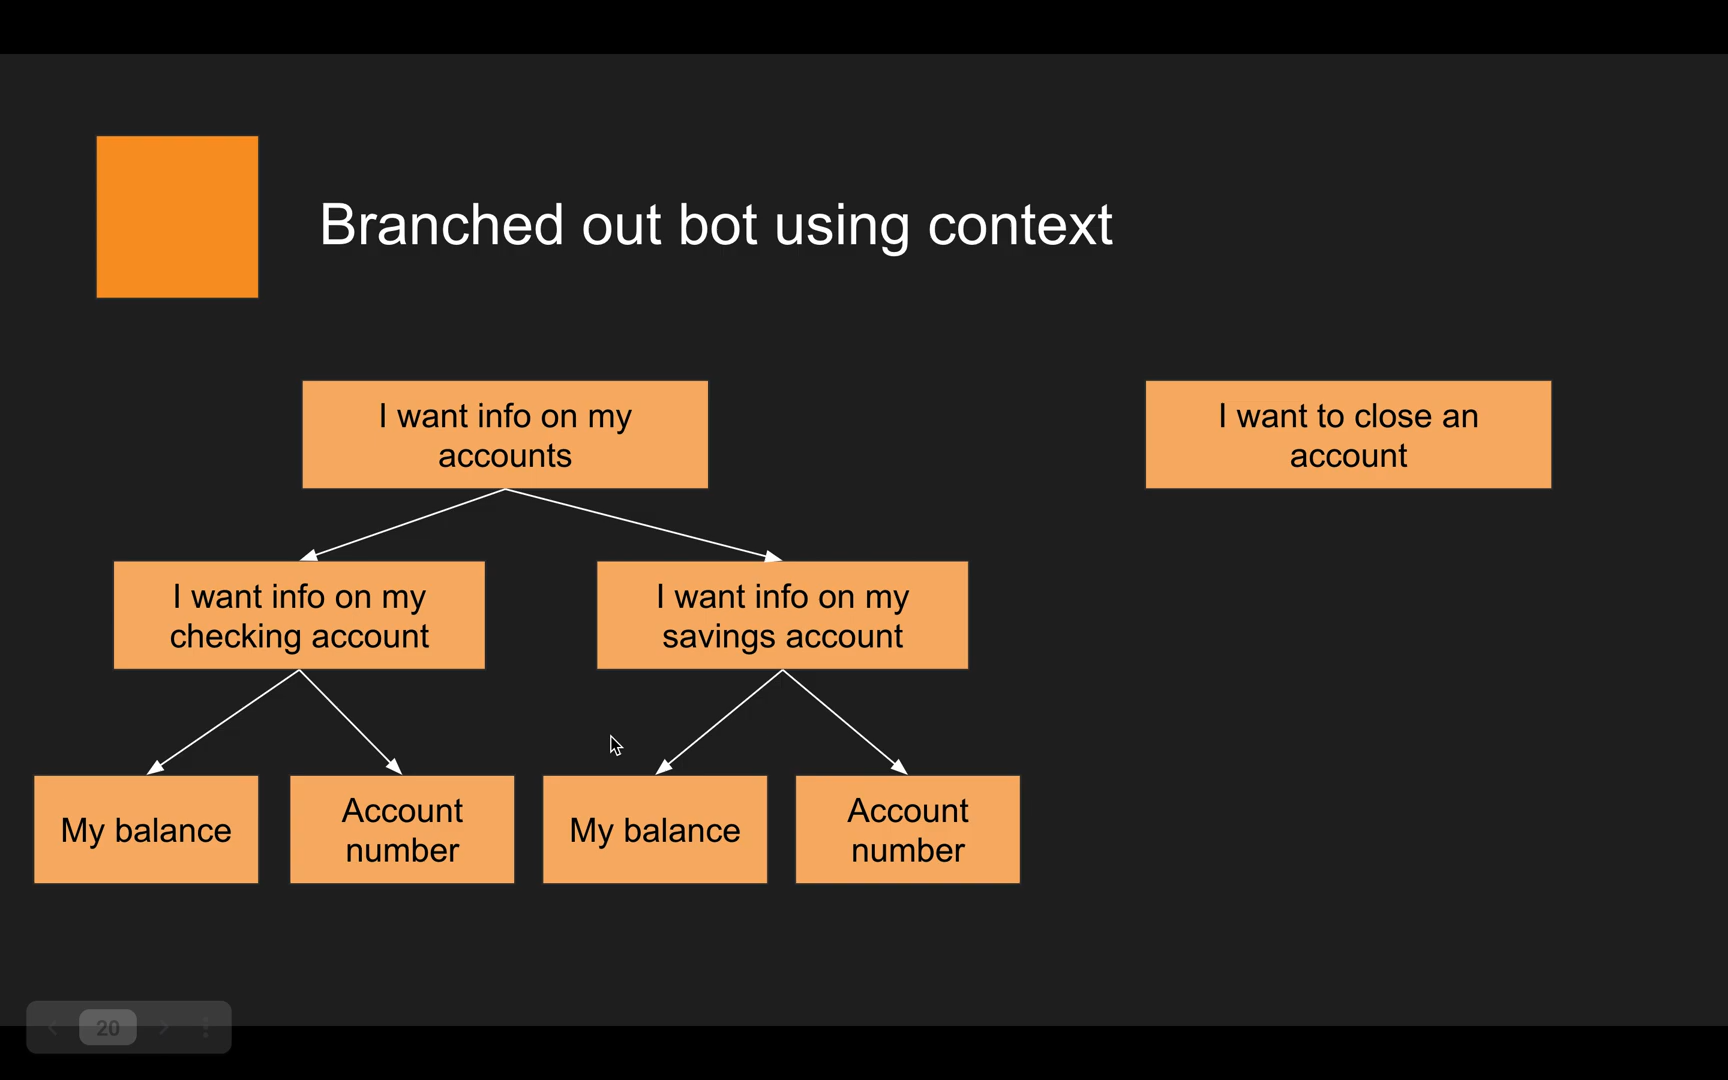 Branched out bot using context
I want info on my
accounts
I want to close an
account
I want info on my
checking account
I want info on my
savings account
My balance
Account
number
My balance
Account
number
20